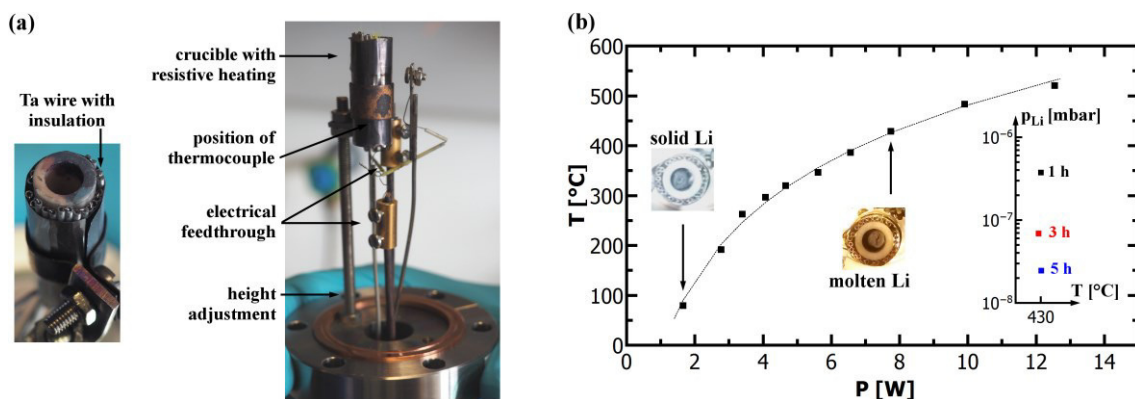 (a)
crucible with
resistive heating
Ta wire with
insulation
position of
thermocouple
electrical
feedthrough
height
adjustment
(b)
600
500
400
300
200
100
0
T [°C]
0
2
4
6
8
10
12
14
P [W]
solid Li
molten Li
pLi [mbar]
10-6
10-7
10-8
1 h
3 h
5 h
T [°C]
430